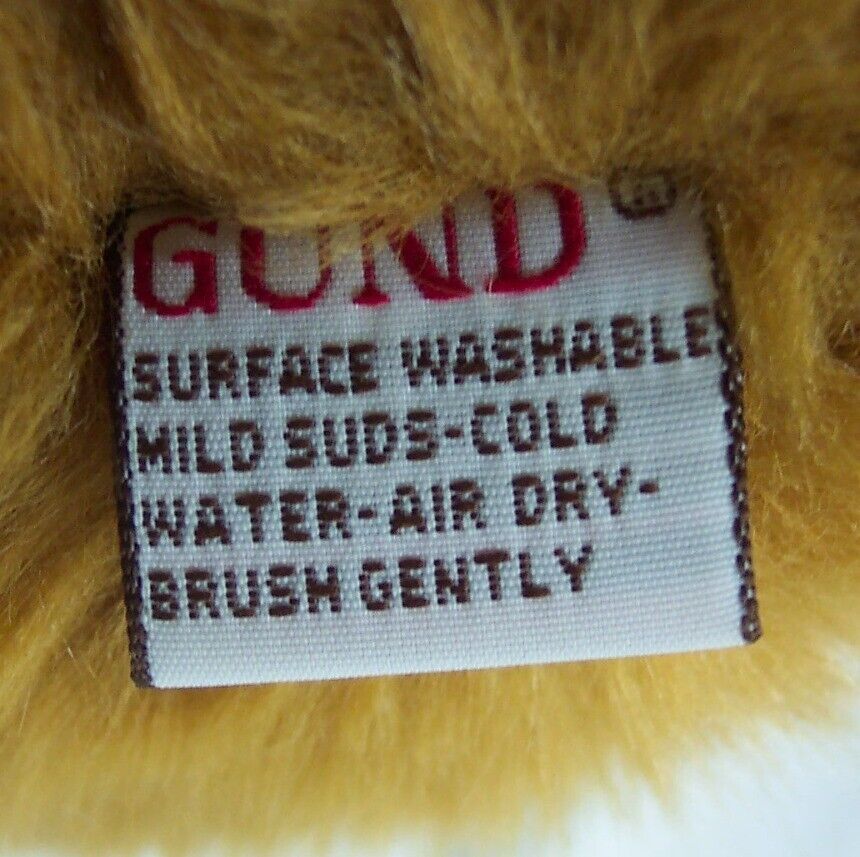 GUND ®
SURFACE WASHABLE
MILD SUDS-COLD
WATER-AIR DRY-
BRUSH GENTLY